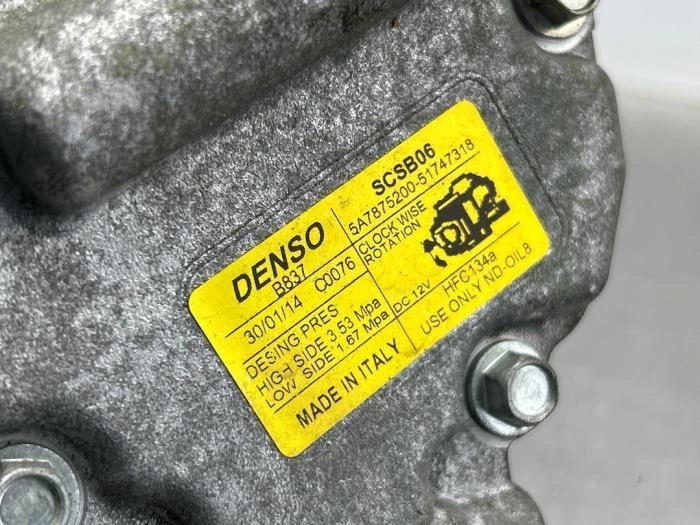 DENSO
B837
30/01/14 C0076
DESING PRES
HIGH SIDE 3,53 Mpa
LOW SIDE 1.67 Mpa
MADE IN ITALY
SCSB06
5A7875200-51747318
CLOCK WISE
ROTATION
DC 12V
HFC134a
USE ONLY ND-OIL8